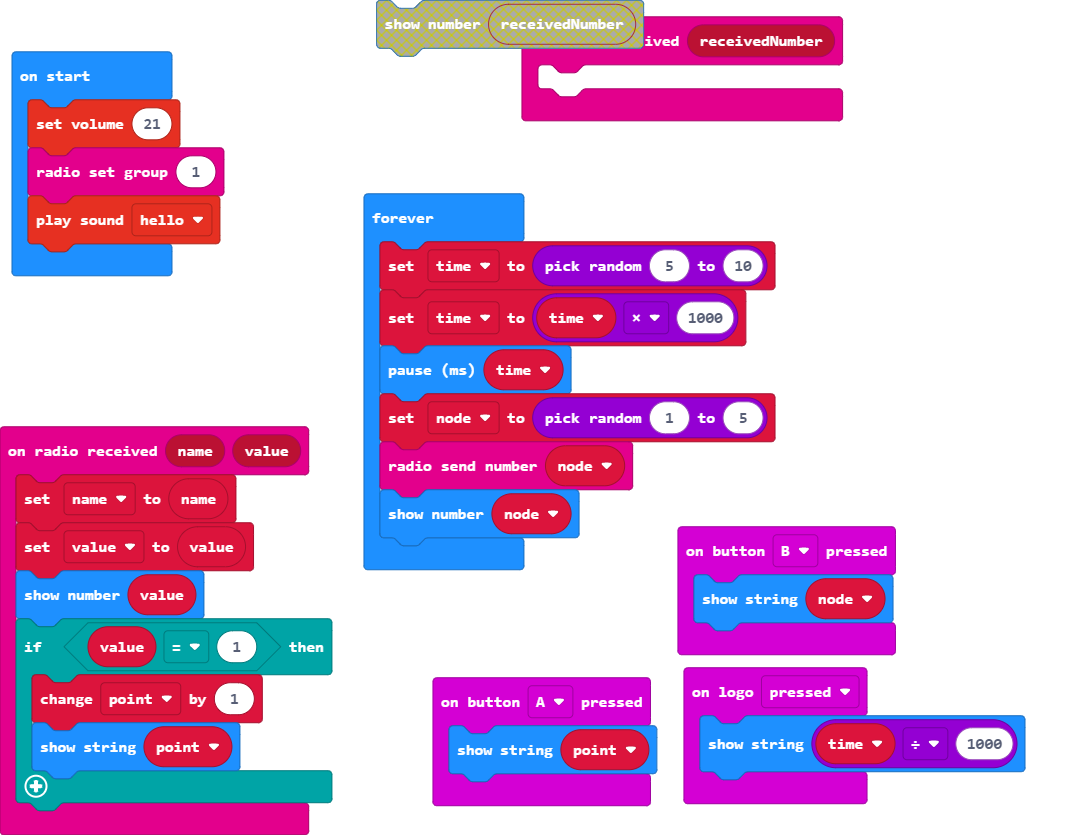 show number receivedNumber
ived receivedNumber
on start
set volume 21
radio set group 1
play sound hello
forever
set time to pick random 5 to 10
set time to time × 1000
pause (ms) time
set node to pick random 1 to 5
radio send number node
show number node
on radio received name value
set name to name
set value to value
show number value
if value = 1 then
change point by 1
show string point
on button B pressed
show string node
on button A pressed
show string point
on logo pressed
show string time ÷ 1000